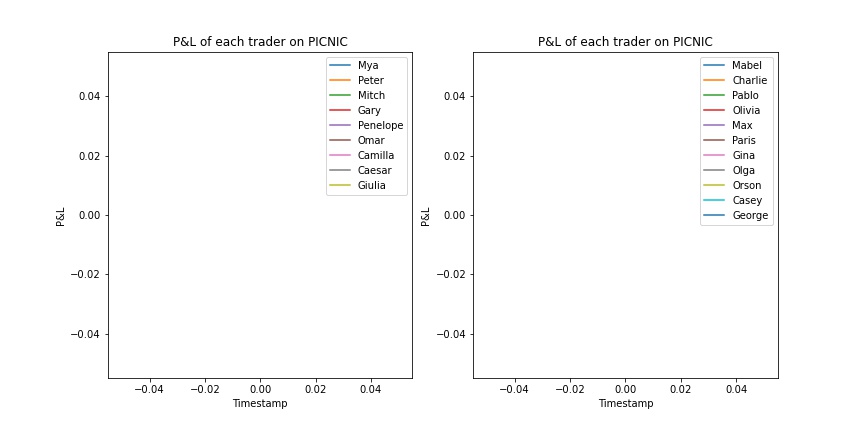 P&L of each trader on PICNIC
Mya
Peter
Mitch
Gary
Penelope
Omar
Camilla
Caesar
Giulia
0.04
0.02
0.00
−0.02
−0.04
P&L
−0.04 −0.02 0.00 0.02 0.04
Timestamp
P&L of each trader on PICNIC
Mabel
Charlie
Pablo
Olivia
Max
Paris
Gina
Olga
Orson
Casey
George
0.04
0.02
0.00
−0.02
−0.04
P&L
−0.04 −0.02 0.00 0.02 0.04
Timestamp